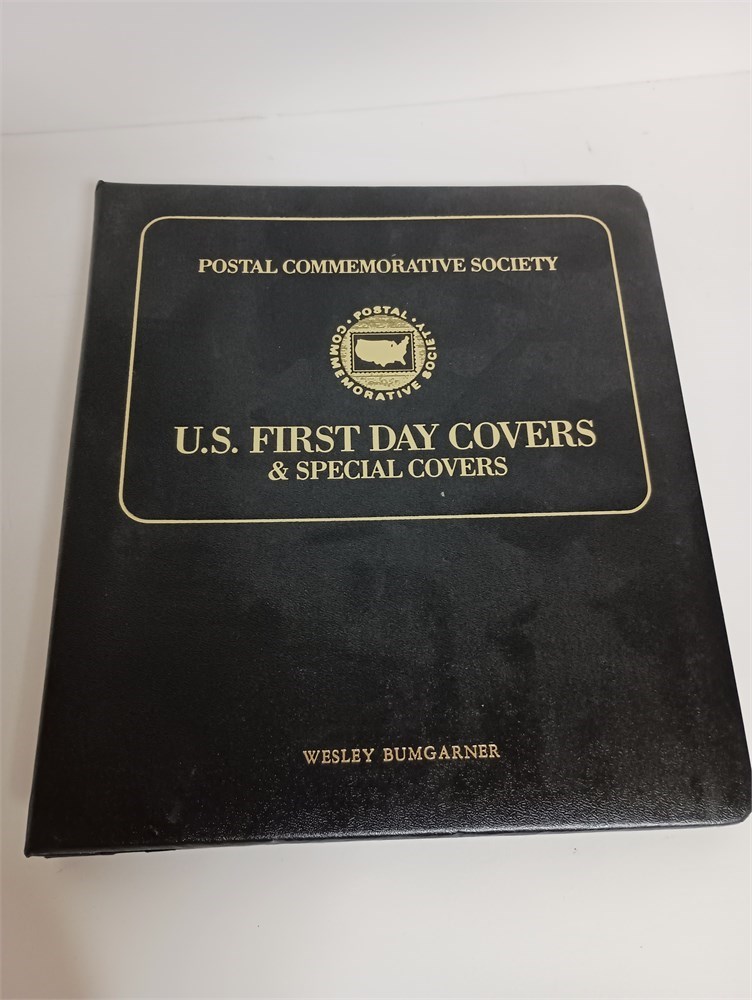 POSTAL COMMEMORATIVE SOCIETY
· POSTAL · COMMEMORATIVE SOCIETY
U.S. FIRST DAY COVERS
& SPECIAL COVERS
WESLEY BUMGARNER